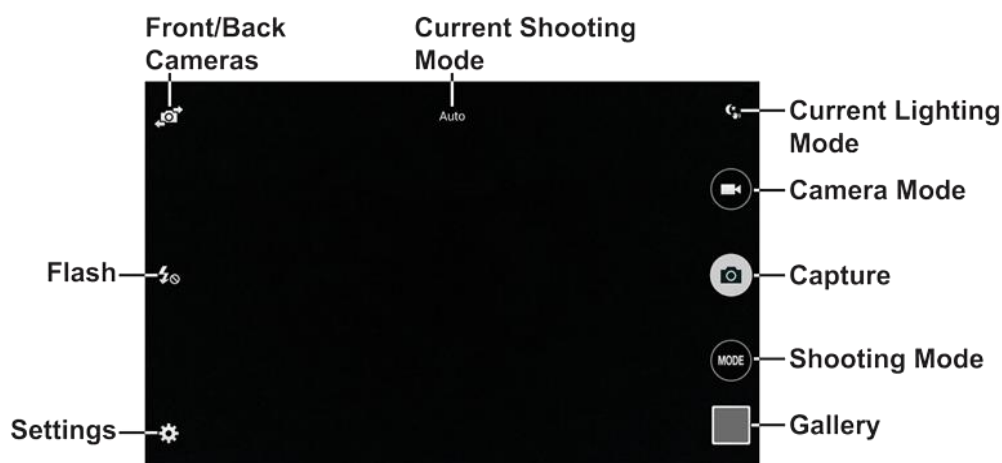 Front/Back
Cameras
Current Shooting
Mode
Auto
Current Lighting
Mode
Camera Mode
Flash
Capture
MODE
Shooting Mode
Settings
Gallery